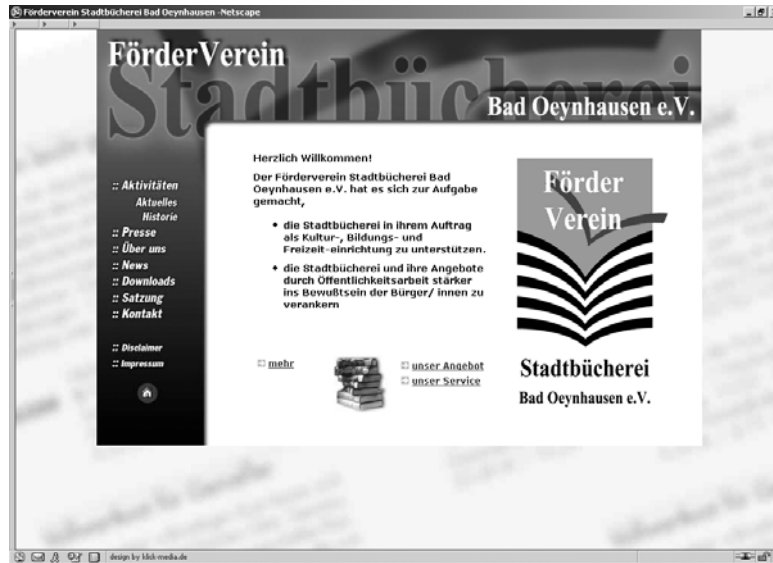 Förderverein Stadtbücherei Bad Oeynhausen -Netscape
FörderVerein
Stadtbücherei
Bad Oeynhausen e.V.
:: Aktivitäten
Aktuelles
Historie
:: Presse
:: Über uns
:: News
:: Downloads
:: Satzung
:: Kontakt
:: Disclaimer
:: Impressum
Herzlich Willkommen!
Der Förderverein Stadtbücherei Bad
Oeynhausen e.V. hat es sich zur Aufgabe
gemacht,
• die Stadtbücherei in ihrem Auftrag
als Kultur-, Bildungs- und
Freizeit-einrichtung zu unterstützen.
• die Stadtbücherei und ihre Angebote
durch Öffentlichkeitsarbeit stärker
ins Bewußtsein der Bürger/ innen zu
verankern
mehr
unser Angebot
unser Service
Förder
Verein
Stadtbücherei
Bad Oeynhausen e.V.
design by klick-media.de